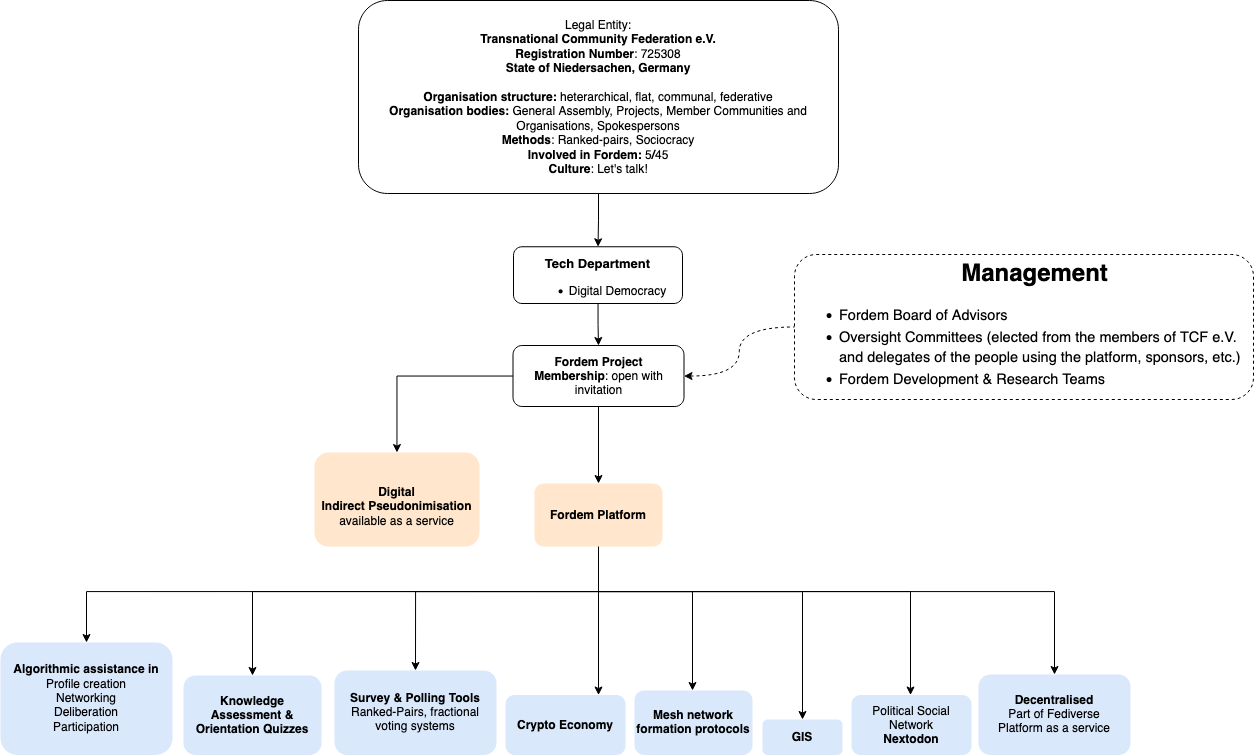 Legal Entity:
Transnational Community Federation e.V.
Registration Number: 725308
State of Niedersachen, Germany
Organisation structure: heterarchical, flat, communal, federative
Organisation bodies: General Assembly, Projects, Member Communities and
Organisations, Spokespersons
Methods: Ranked-pairs, Sociocracy
Involved in Fordem: 5/45
Culture: Let's talk!
Tech Department
• Digital Democracy
Management
• Fordem Board of Advisors
• Oversight Committees (elected from the members of TCF e.V.
and delegates of the people using the platform, sponsors, etc.)
• Fordem Development & Research Teams
Fordem Project
Membership: open with
invitation
Digital
Indirect Pseudonimisation
available as a service
Fordem Platform
Algorithmic assistance in
Profile creation
Networking
Deliberation
Participation
Knowledge
Assessment &
Orientation Quizzes
Survey & Polling Tools
Ranked-Pairs, fractional
voting systems
Crypto Economy
Mesh network
formation protocols
GIS
Political Social
Network
Nextodon
Decentralised
Part of Fediverse
Platform as a service